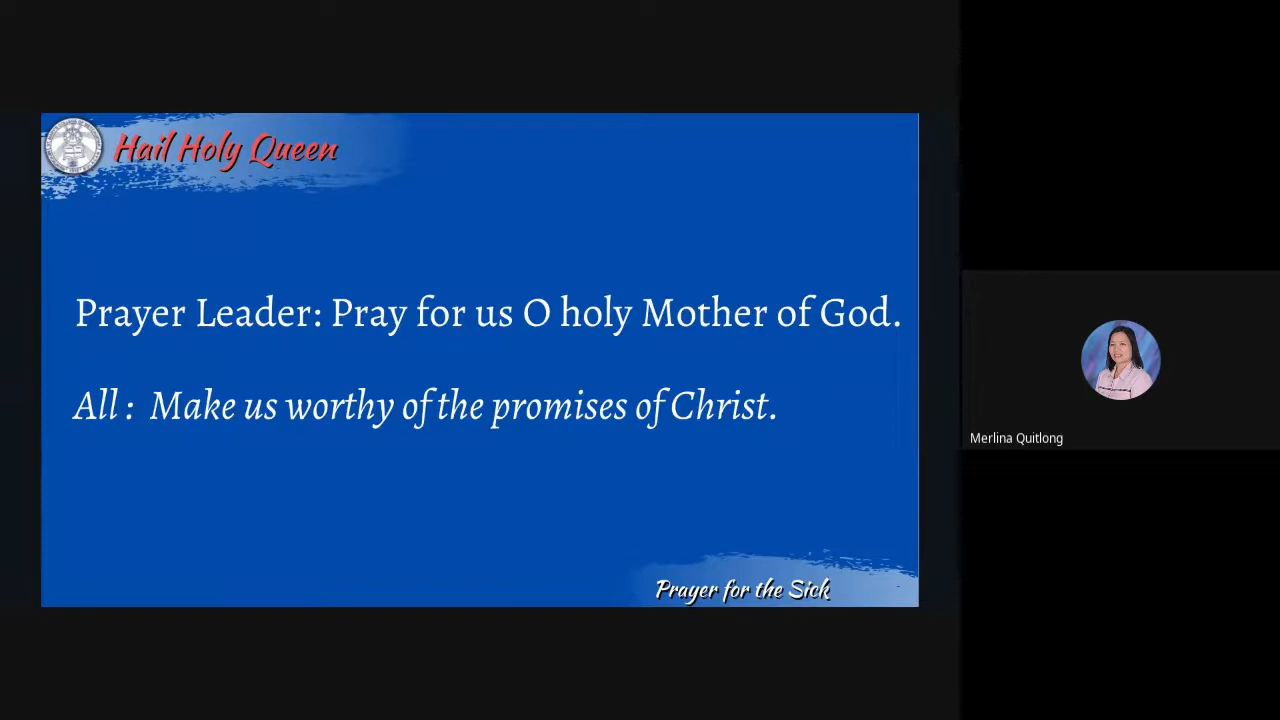 Hail Holy Queen
Prayer Leader: Pray for us O holy Mother of God.
All : Make us worthy of the promises of Christ.
Prayer for the Sick
Merlina Quitlong